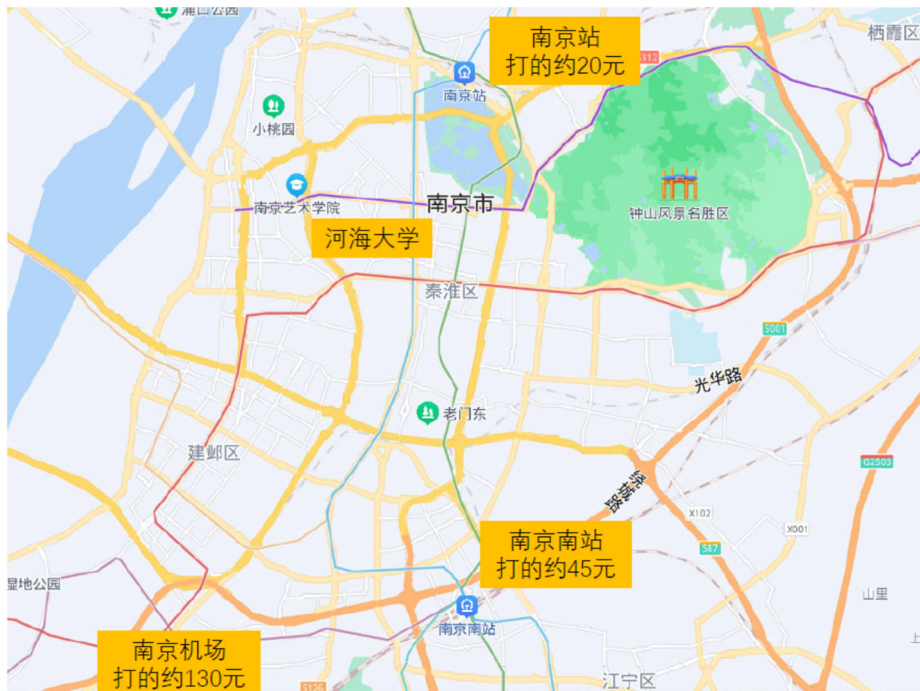 浦口公园
南京站
打的约20元
栖霞区
G312
南京站
小桃园
南京艺术学院
南京市
钟山风景名胜区
河海大学
秦淮区
S001
光华路
老门东
建邺区
G2503
绕城路
X102
X001
南京南站
打的约45元
S87
湿地公园
山里
南京南站
上
南京机场
打的约130元
S126
江宁区